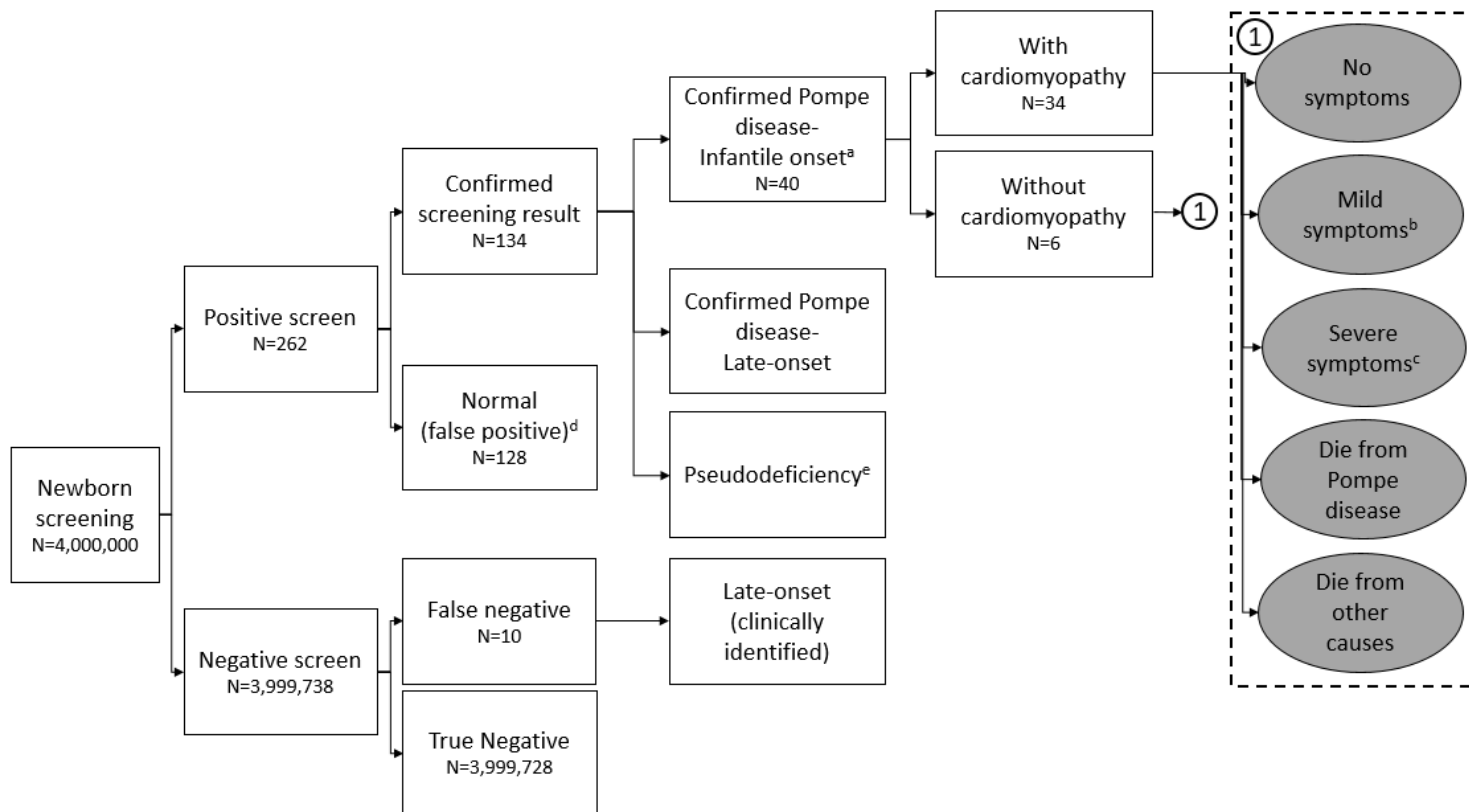 Newborn
screening
N=4,000,000
Positive screen
N=262
Negative screen
N=3,999,738
Confirmed
screening result
N=134
Normal
(false positive)ᵈ
N=128
False negative
N=10
True Negative
N=3,999,728
Confirmed Pompe
disease-
Infantile onsetᵃ
N=40
Confirmed Pompe
disease-
Late-onset
Pseudodeficiencyᵉ
Late-onset
(clinically
identified)
With
cardiomyopathy
N=34
Without
cardiomyopathy
N=6
1
1
No
symptoms
Mild
symptomsᵇ
Severe
symptomsᶜ
Die from
Pompe
disease
Die from
other
causes